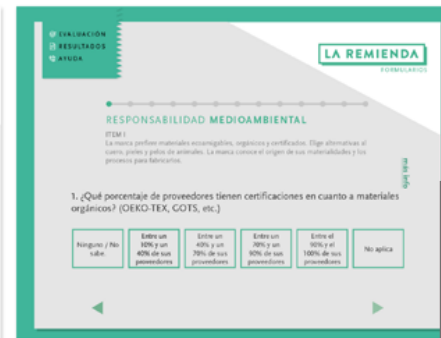 EVALUACIÓN
RESULTADOS
AYUDA
LA REMIENDA
FORMULARIOS
RESPONSABILIDAD MEDIOAMBIENTAL
ITEM I
La marca prefiere materiales ecoamigables, orgánicos y certificados. Elige alternativas al
cuero, pieles y pelos de animales. La marca conoce el origen de sus materialidades y los
procesos para fabricarlos.
más info
1. ¿Qué porcentaje de proveedores tienen certificaciones en cuanto a materiales
orgánicos? (OEKO-TEX, GOTS, etc.)
Ninguno / No
sabe.
Entre un
10% y un
40% de sus
proveedores
Entre un
40% y un
70% de sus
proveedores
Entre un
70% y un
90% de sus
proveedores
Entre el
90% y el
100% de sus
proveedores
No aplica